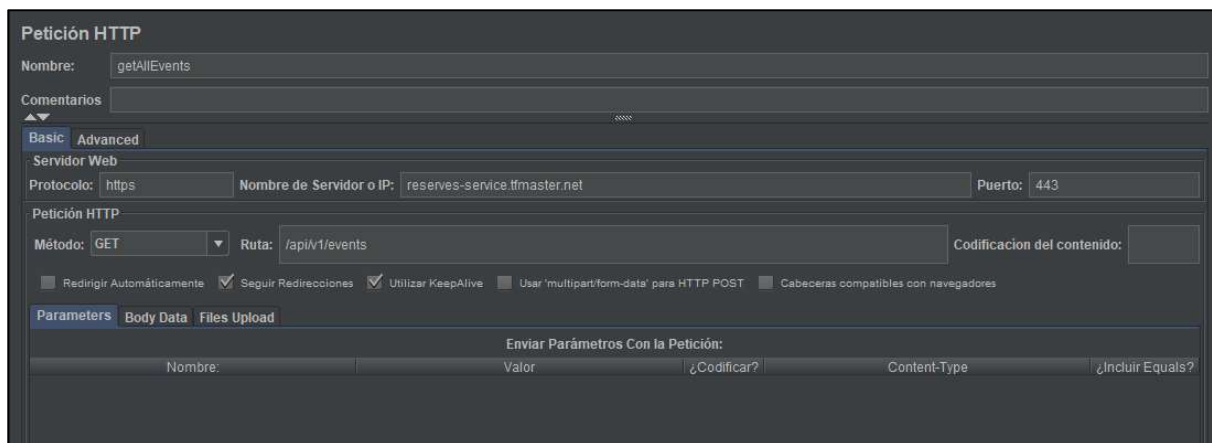 Petición HTTP
Nombre: getAllEvents
Comentarios
Basic Advanced
Servidor Web
Protocolo: https Nombre de Servidor o IP: reserves-service.tfmaster.net Puerto: 443
Petición HTTP
Método: GET Ruta: /api/v1/events Codificacion del contenido:
Redirigir Automáticamente Seguir Redirecciones Utilizar KeepAlive Usar 'multipart/form-data' para HTTP POST Cabeceras compatibles con navegadores
Parameters Body Data Files Upload
Enviar Parámetros Con la Petición:
Nombre: Valor ¿Codificar? Content-Type ¿Incluir Equals?